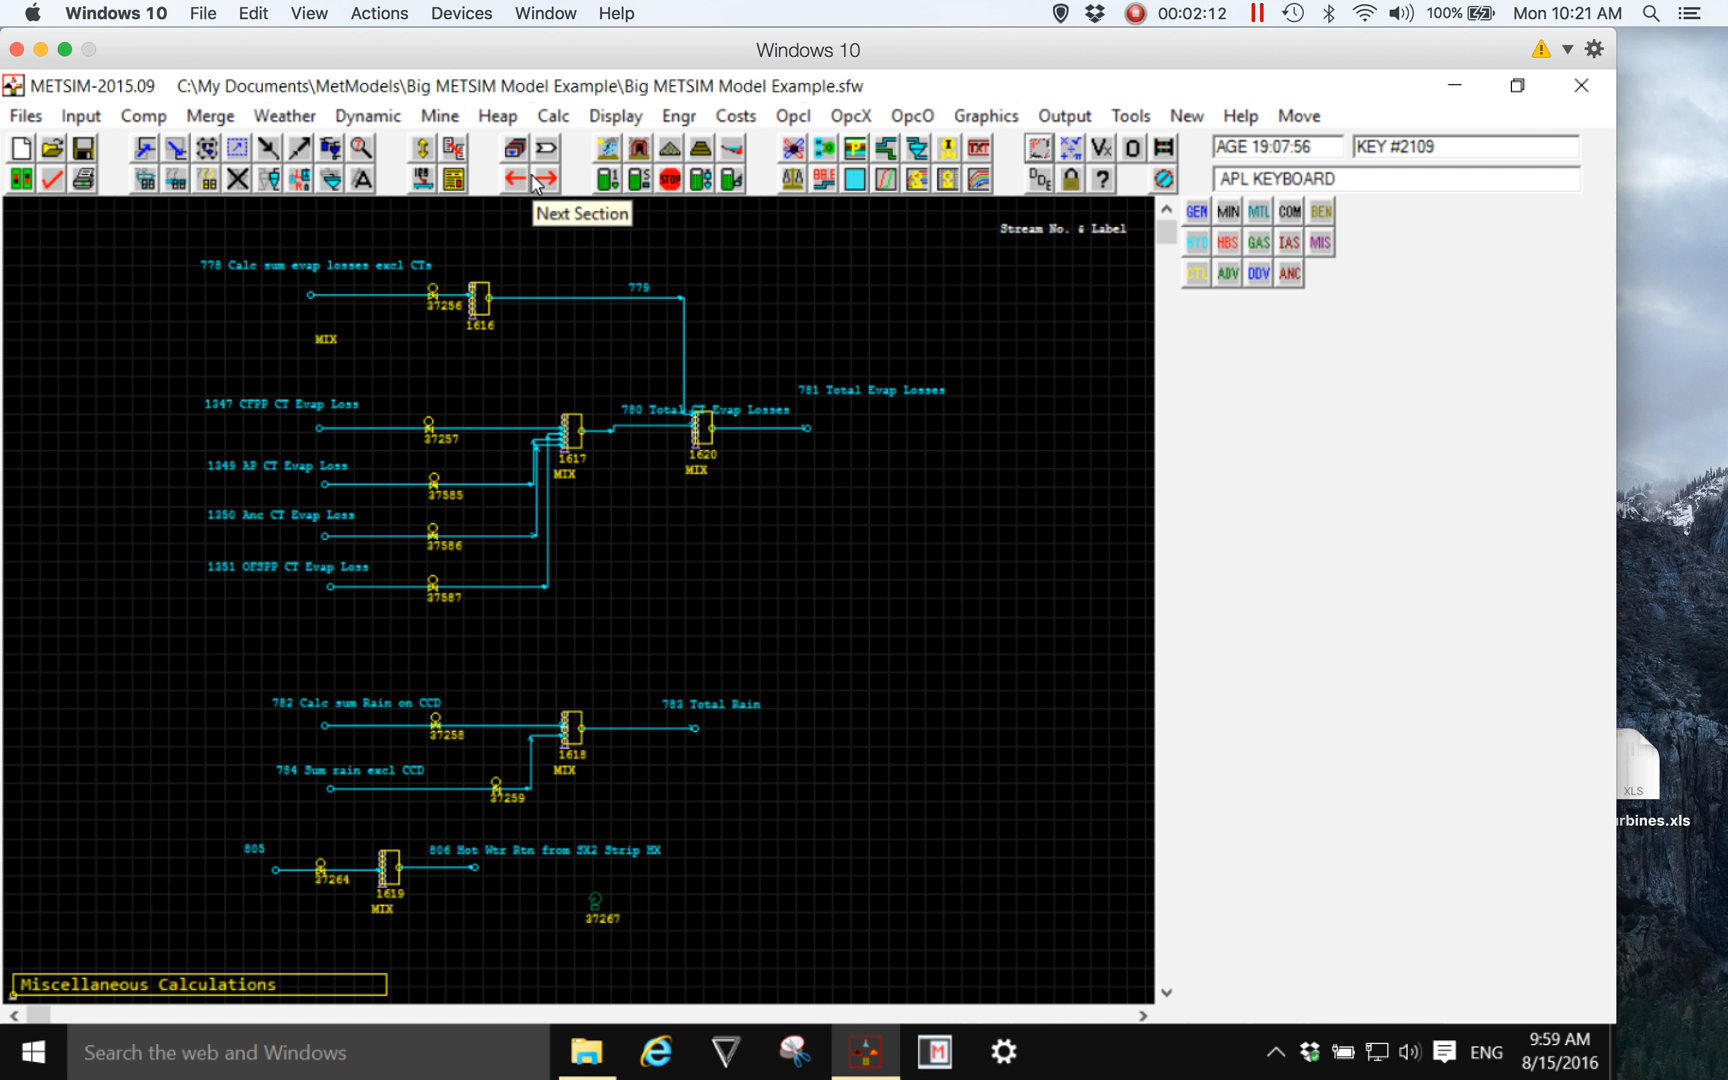 Windows 10 File Edit View Actions Devices Window Help 00:02:12 100% Mon 10:21 AM
Windows 10
METSIM-2015.09 C:\My Documents\MetModels\Big METSIM Model Example\Big METSIM Model Example.sfw
Files Input Comp Merge Weather Dynamic Mine Heap Calc Display Engr Costs OpcI OpcX OpcO Graphics Output Tools New Help Move
AGE 19:07:56 KEY #2109
APL KEYBOARD
STOP
TXT
Next Section
GEN MIN MTL COM BEN
HYD HBS GAS IAS MIS
CTL ADV DDV ANC
Stream No. & Label
778 Calc sum evap losses excl CTs
779
37256
1616
MIX
781 Total Evap Losses
1347 CFPP CT Evap Loss
780 Total CT Evap Losses
37257
1617
MIX
1620
MIX
1349 AP CT Evap Loss
37585
1350 Anc CT Evap Loss
37586
1351 OFSPP CT Evap Loss
37587
782 Calc sum Rain on CCD
783 Total Rain
37258
1618
MIX
784 Sum rain excl CCD
37259
805
806 Hot Wtr Rtn from SX2 Strip HX
37264
1619
MIX
37267
Miscellaneous Calculations
XLS
urbines.xls
Search the web and Windows
ENG
9:59 AM
8/15/2016